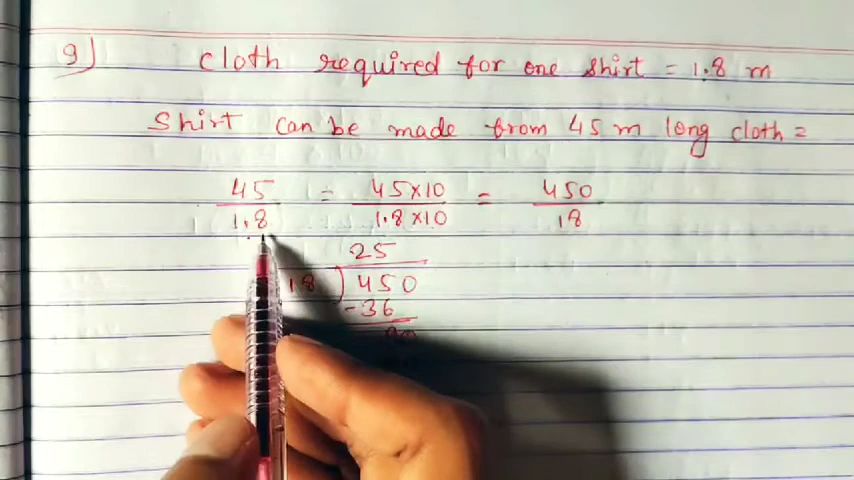 9)
cloth required for one shirt = 1.8 m
Shirt can be made from 45 m long cloth =
45/1.8 = 45×10/1.8×10 = 450/18
25
18)450
-36
90